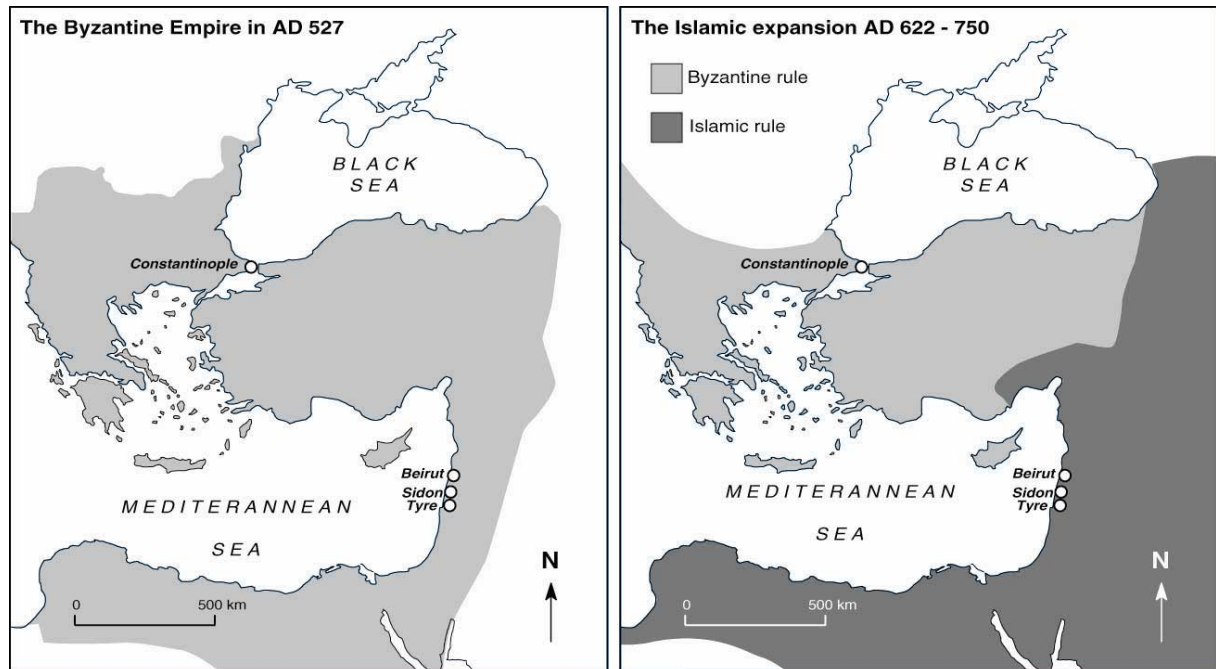 The Byzantine Empire in AD 527
BLACK
SEA
Constantinople
Beirut
Sidon
Tyre
MEDITERANNEAN
SEA
N
0 500 km
The Islamic expansion AD 622 - 750
Byzantine rule
Islamic rule
BLACK
SEA
Constantinople
Beirut
Sidon
Tyre
MEDITERANNEAN
SEA
N
0 500 km